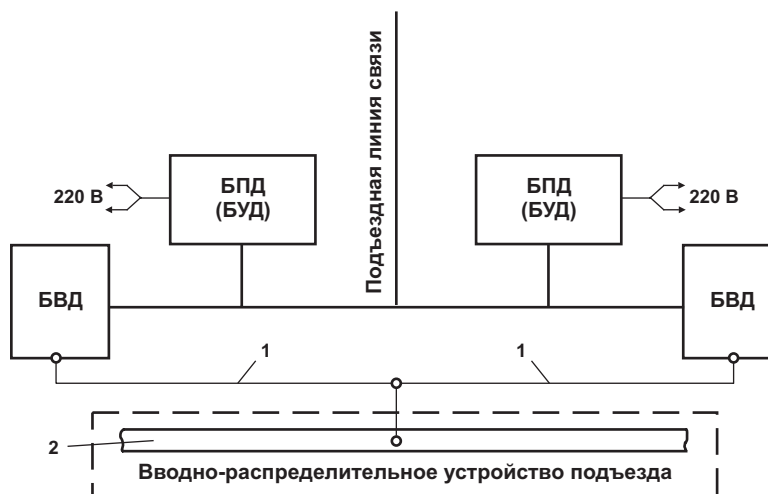 Подъездная линия связи
220 В
БПД
(БУД)
БПД
(БУД)
220 В
БВД
БВД
1
1
2
Вводно-распределительное устройство подъезда